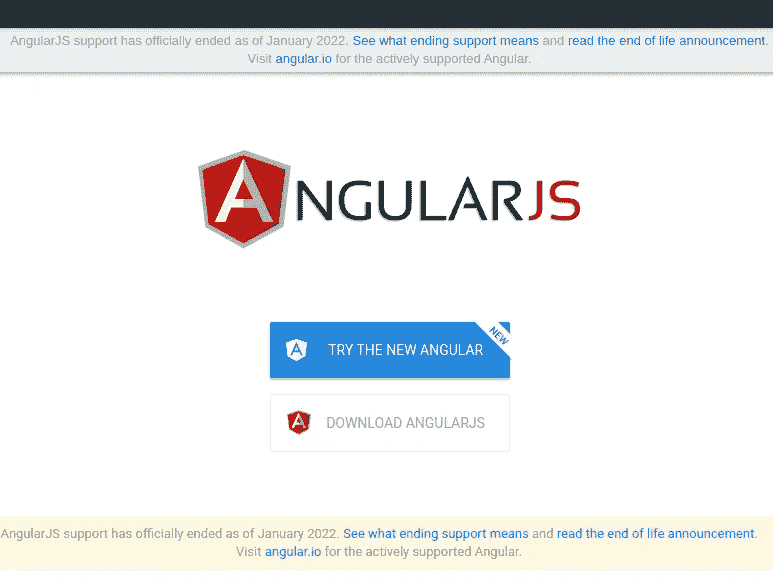 AngularJS support has officially ended as of January 2022. See what ending support means and read the end of life announcement.
Visit angular.io for the actively supported Angular.
ANGULARJS
NEW
TRY THE NEW ANGULAR
DOWNLOAD ANGULARJS
AngularJS support has officially ended as of January 2022. See what ending support means and read the end of life announcement.
Visit angular.io for the actively supported Angular.